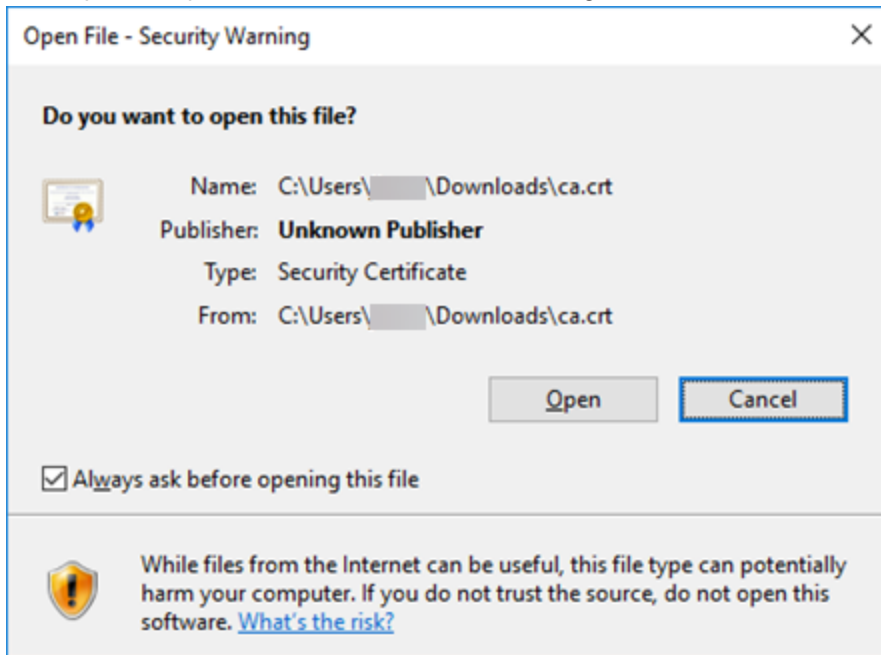 Open File - Security Warning
Do you want to open this file?
Name: C:\Users\ \Downloads\ca.crt
Publisher: Unknown Publisher
Type: Security Certificate
From: C:\Users\ \Downloads\ca.crt
Open Cancel
Always ask before opening this file
While files from the Internet can be useful, this file type can potentially
harm your computer. If you do not trust the source, do not open this
software. What's the risk?